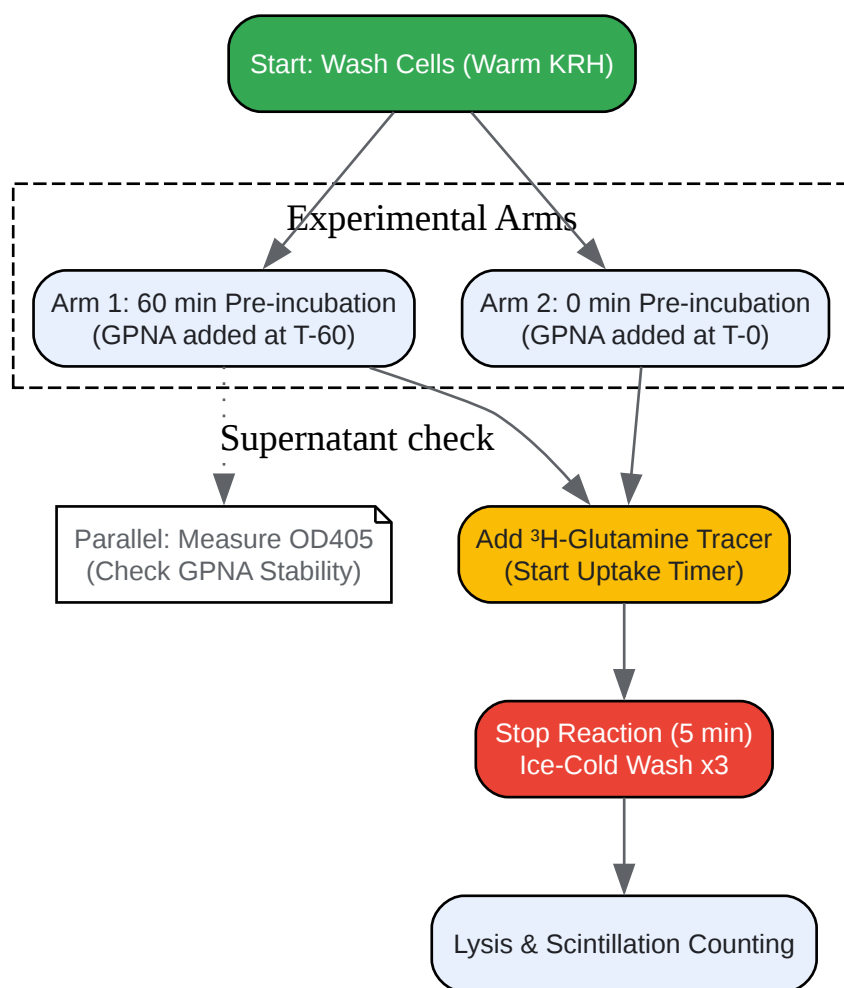 Start: Wash Cells (Warm KRH)
Experimental Arms
Arm 1: 60 min Pre-incubation
(GPNA added at T-60)
Arm 2: 0 min Pre-incubation
(GPNA added at T-0)
Supernatant check
Parallel: Measure OD405
(Check GPNA Stability)
Add ³H-Glutamine Tracer
(Start Uptake Timer)
Stop Reaction (5 min)
Ice-Cold Wash x3
Lysis & Scintillation Counting